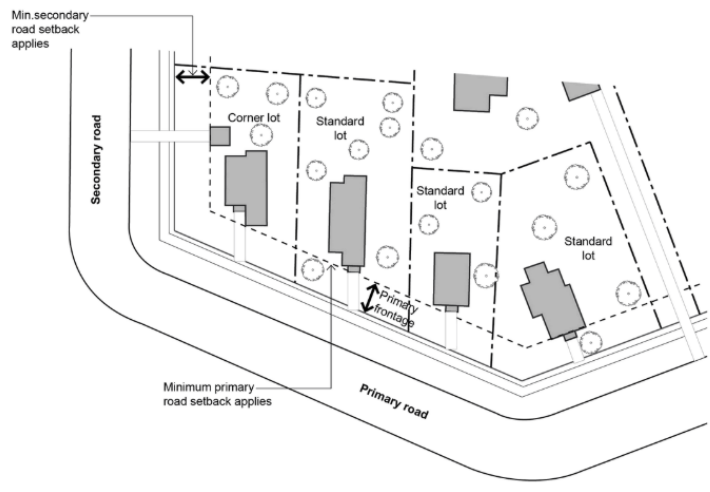 Min.secondary
road setback
applies
Corner lot
Standard
lot
Standard
lot
Standard
lot
Secondary road
Primary
frontage
Minimum primary
road setback applies
Primary road